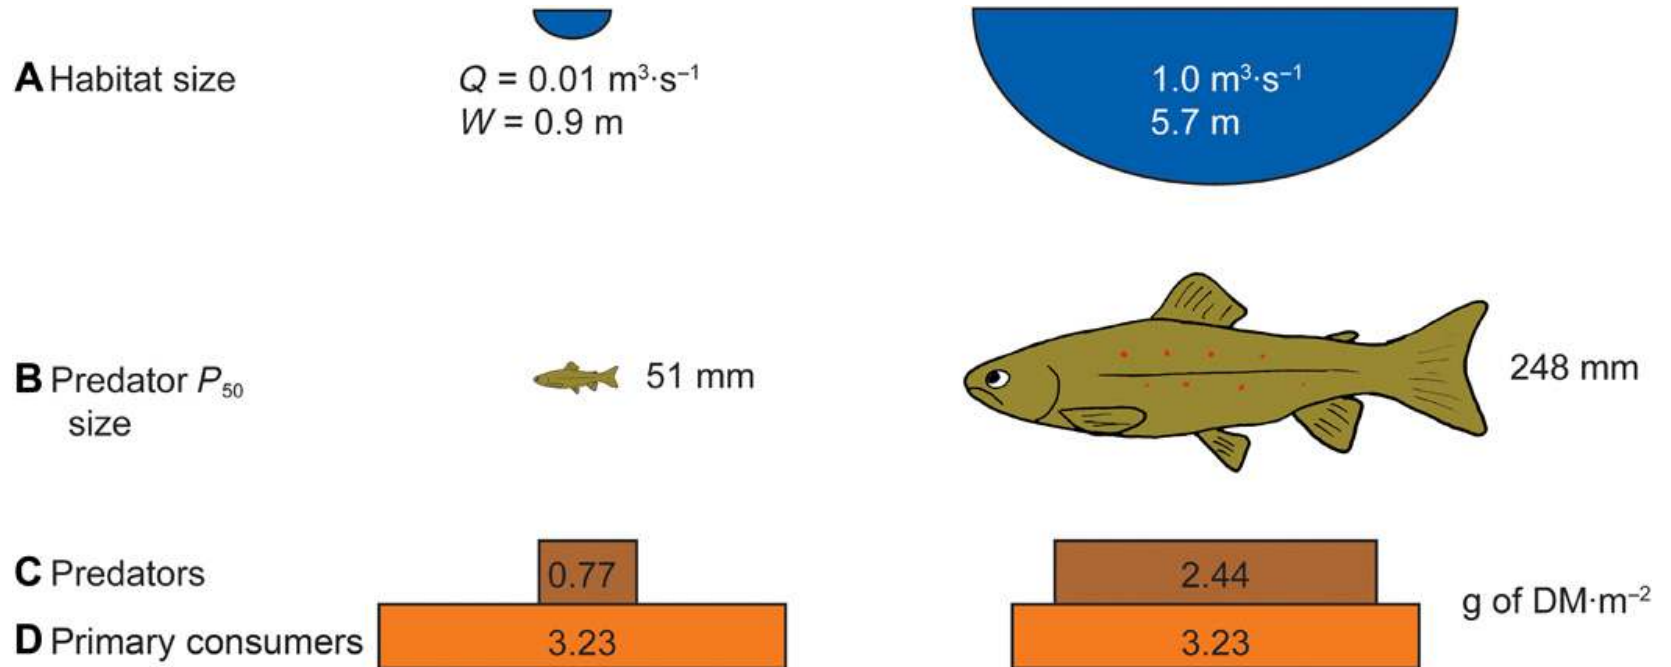 A Habitat size
Q = 0.01 m³·s⁻¹
W = 0.9 m
1.0 m³·s⁻¹
5.7 m
B Predator P₅₀
size
51 mm
248 mm
C Predators
0.77
2.44
g of DM·m⁻²
D Primary consumers
3.23
3.23